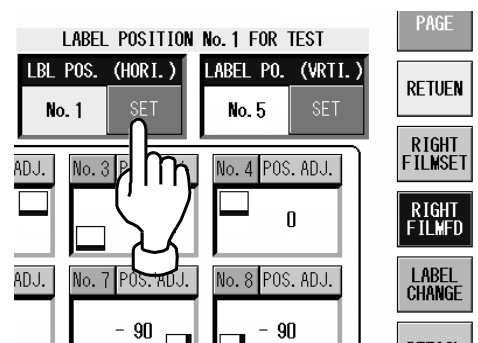 LABEL POSITION No.1 FOR TEST
LBL POS. (HORI.)
No.1 SET
LABEL PO. (VRTI.)
No.5 SET
ADJ.
No.3
No.4 POS. ADJ.
0
ADJ.
No.7 POS. ADJ.
- 90
No.8 POS. ADJ.
- 90
PAGE
RETUEN
RIGHT
FILMSET
RIGHT
FILMFD
LABEL
CHANGE